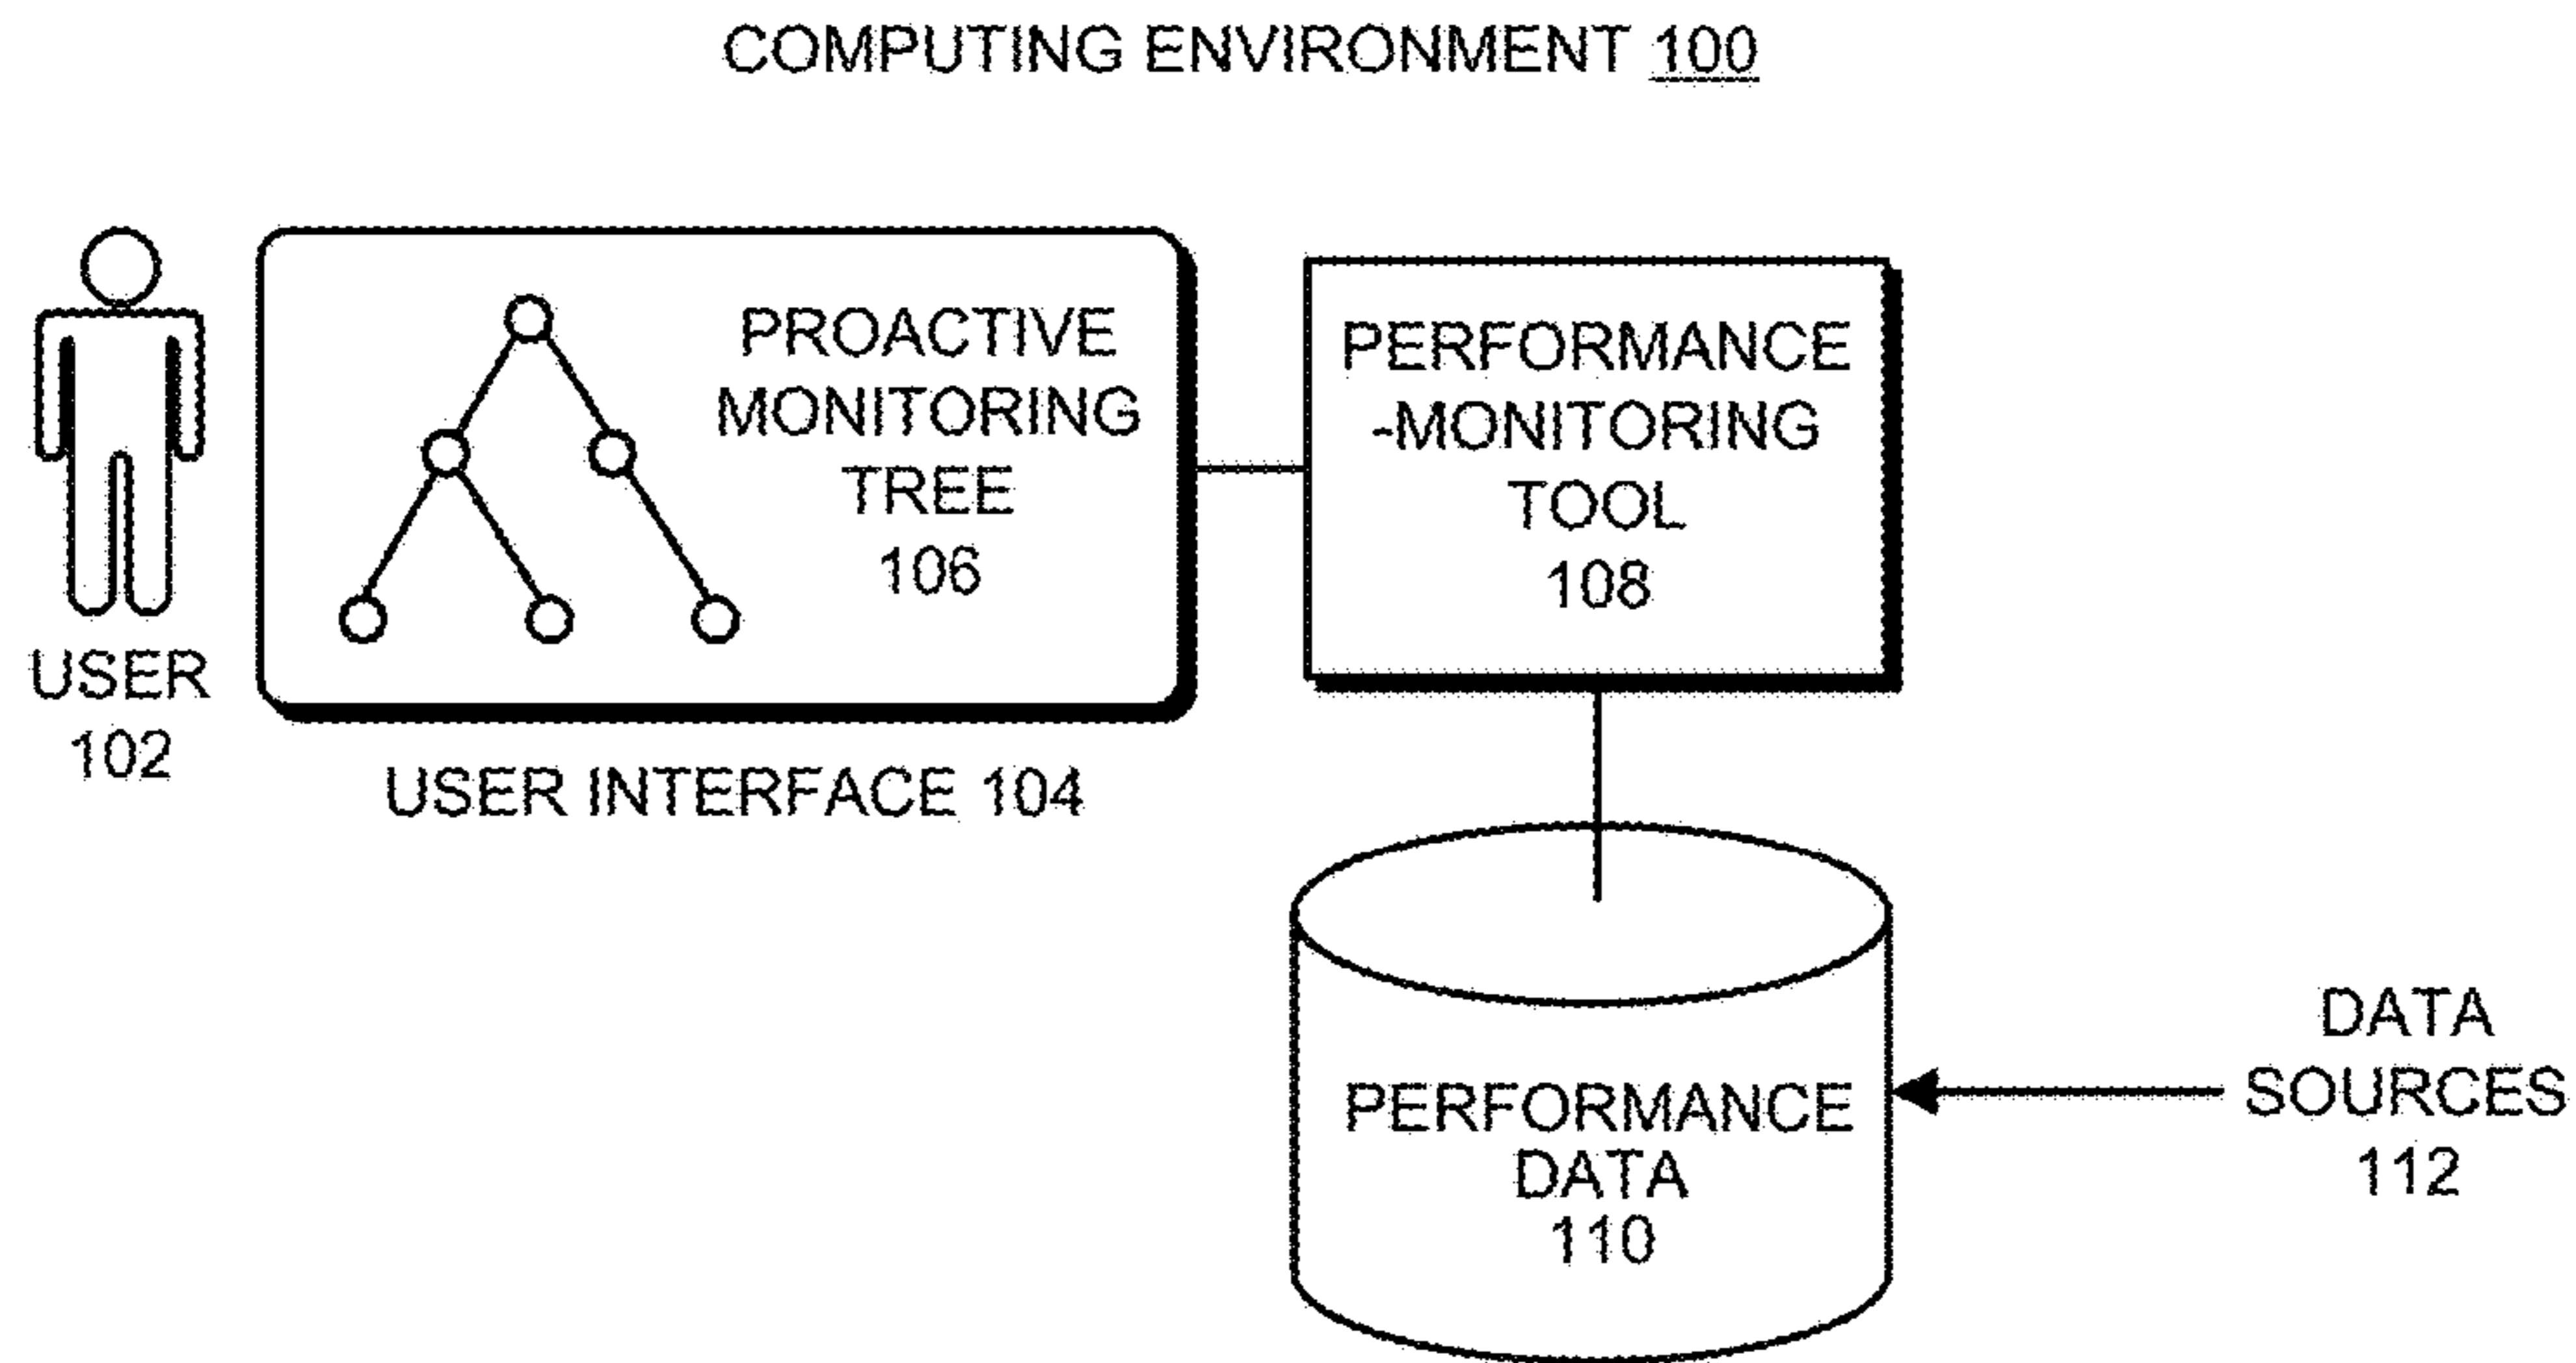 COMPUTING ENVIRONMENT 100
PROACTIVE
MONITORING
TREE
106
PERFORMANCE
-MONITORING
TOOL
108
USER
102
USER INTERFACE 104
PERFORMANCE
DATA
110
DATA
SOURCES
112